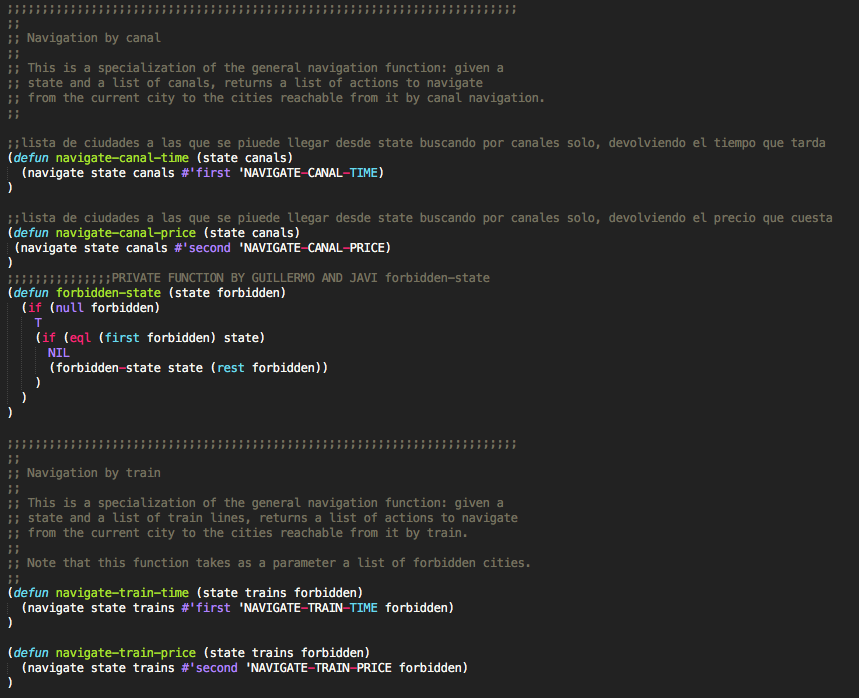 ;;;;;;;;;;;;;;;;;;;;;;;;;;;;;;;;;;;;;;;;;;;;;;;;;;;;;;;;;;;;;;;;;;;;;;;;;
;;
;; Navigation by canal
;;
;; This is a specialization of the general navigation function: given a
;; state and a list of canals, returns a list of actions to navigate
;; from the current city to the cities reachable from it by canal navigation.
;;
;;lista de ciudades a las que se piuede llegar desde state buscando por canales solo, devolviendo el tiempo que tarda
(defun navigate-canal-time (state canals)
(navigate state canals #'first 'NAVIGATE-CANAL-TIME)
)
;;lista de ciudades a las que se piuede llegar desde state buscando por canales solo, devolviendo el precio que cuesta
(defun navigate-canal-price (state canals)
(navigate state canals #'second 'NAVIGATE-CANAL-PRICE)
)
;;;;;;;;;;;;;;;PRIVATE FUNCTION BY GUILLERMO AND JAVI forbidden-state
(defun forbidden-state (state forbidden)
(if (null forbidden)
T
(if (eql (first forbidden) state)
NIL
(forbidden-state state (rest forbidden))
)
)
)
;;;;;;;;;;;;;;;;;;;;;;;;;;;;;;;;;;;;;;;;;;;;;;;;;;;;;;;;;;;;;;;;;;;;;;;;;
;;
;; Navigation by train
;;
;; This is a specialization of the general navigation function: given a
;; state and a list of train lines, returns a list of actions to navigate
;; from the current city to the cities reachable from it by train.
;;
;; Note that this function takes as a parameter a list of forbidden cities.
;;
(defun navigate-train-time (state trains forbidden)
(navigate state trains #'first 'NAVIGATE-TRAIN-TIME forbidden)
)
(defun navigate-train-price (state trains forbidden)
(navigate state trains #'second 'NAVIGATE-TRAIN-PRICE forbidden)
)